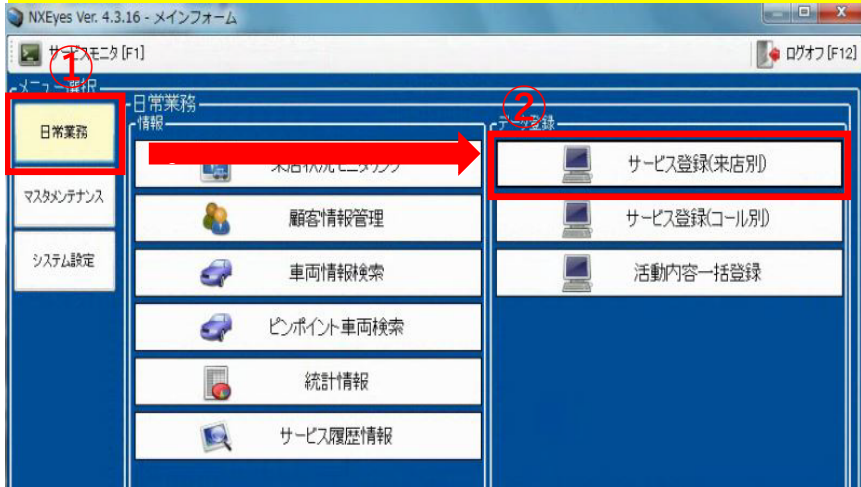 NXEyes Ver. 4.3.16 - メインフォーム
サービスモニタ [F1]
ログオフ [F12]
①
メニュー選択
日常業務
マスタメンテナンス
システム設定
日常業務
情報
来店状況モニタリング
顧客情報管理
車両情報検索
ピンポイント車両検索
統計情報
サービス履歴情報
②
データ登録
サービス登録(来店別)
サービス登録(コール別)
活動内容一括登録